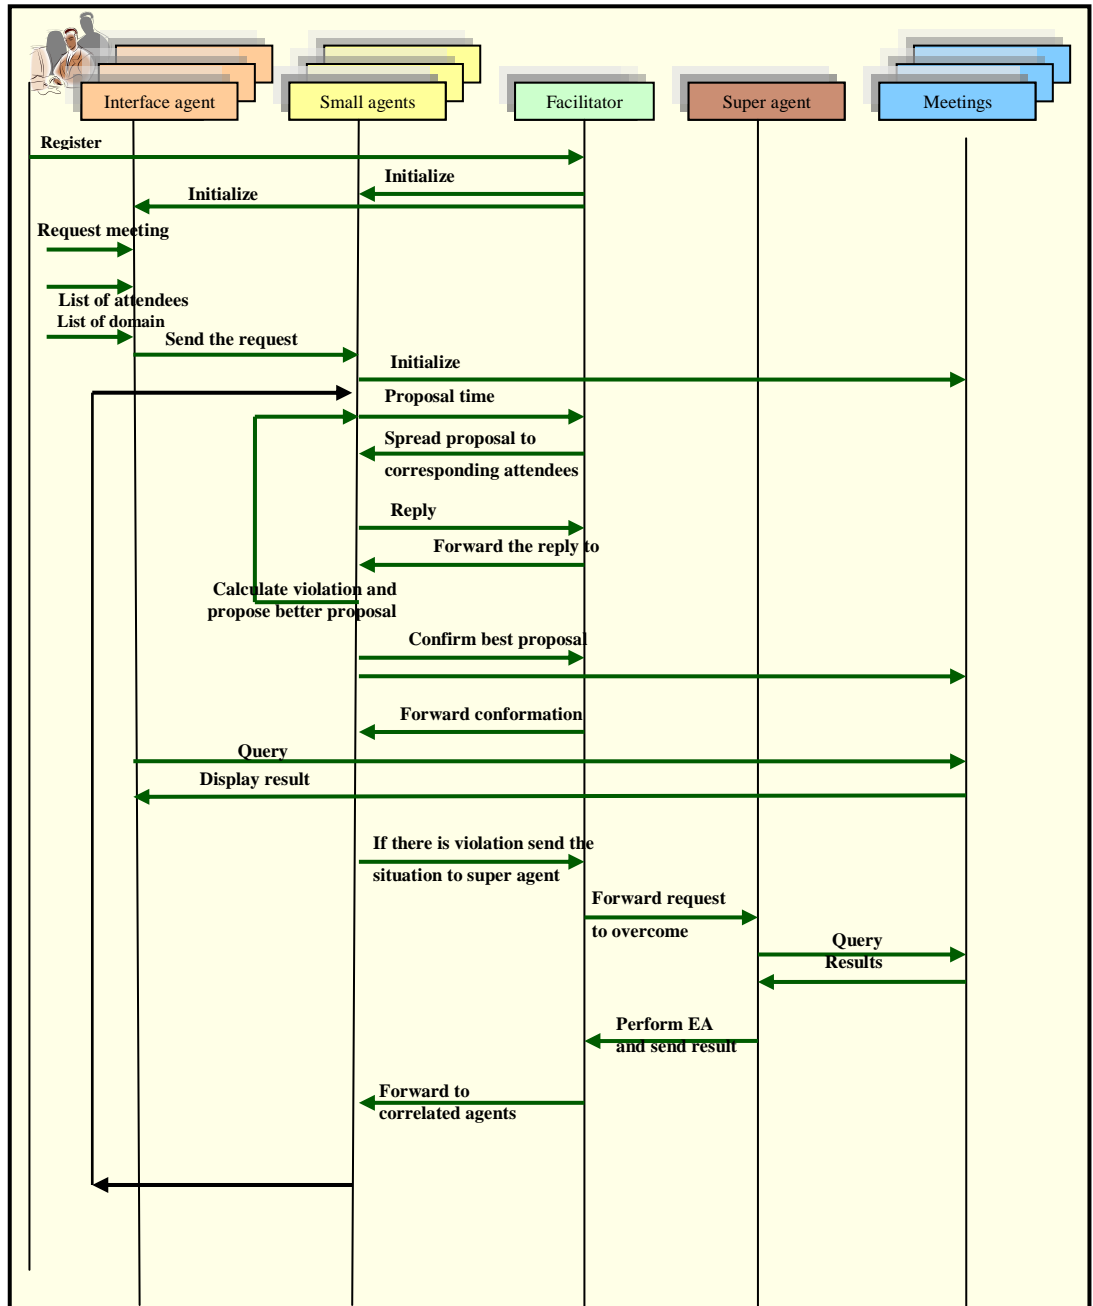 Interface agent
Small agents
Facilitator
Super agent
Meetings
Register
Initialize
Initialize
Request meeting
List of attendees
List of domain
Send the request
Initialize
Proposal time
Spread proposal to
corresponding attendees
Reply
Forward the reply to
Calculate violation and
propose better proposal
Confirm best proposal
Forward conformation
Query
Display result
If there is violation send the
situation to super agent
Forward request
to overcome
Query
Results
Perform EA
and send result
Forward to
correlated agents